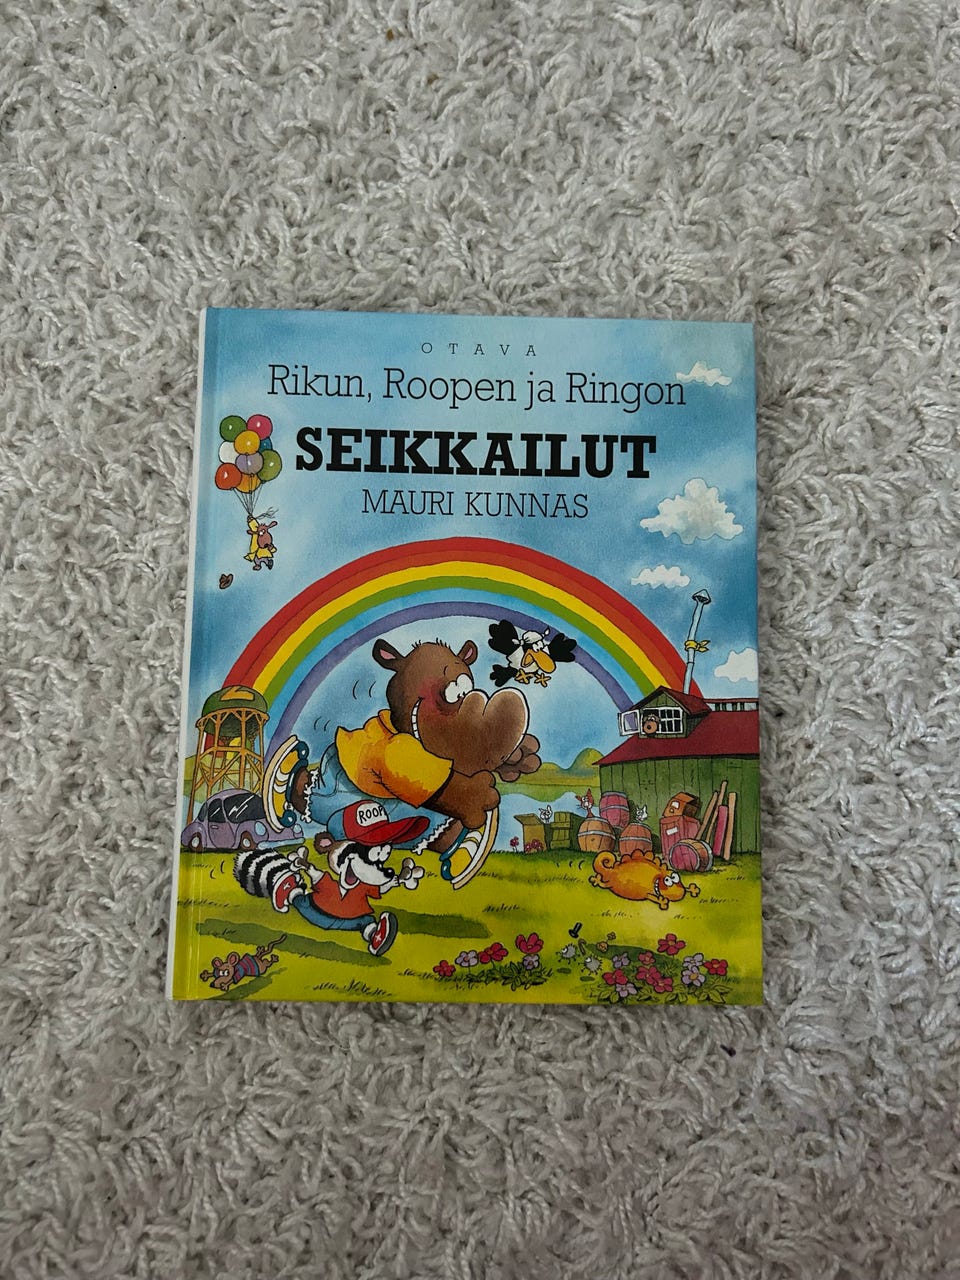 OTAVA
Rikun, Roopen ja Ringon
SEIKKAILUT
MAURI KUNNAS
ROOP